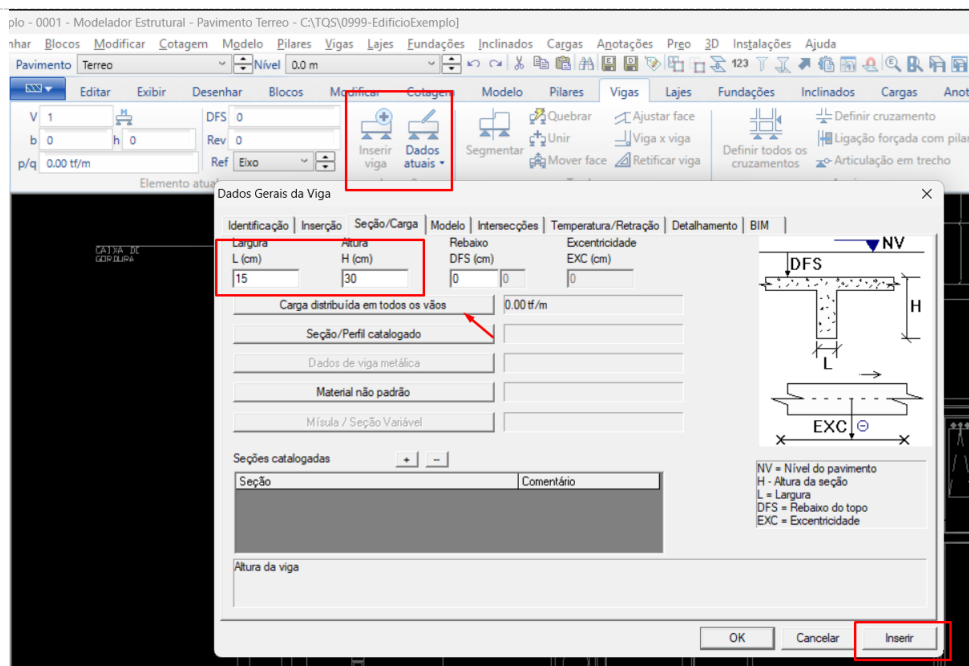 plo - 0001 - Modelador Estrutural - Pavimento Terreo - C:\TQS\0999-EdificioExemplo]
nhar Blocos Modificar Cotagem Modelo Pilares Vigas Lajes Fundações Inclinados Cargas Anotações Preo 3D Instalações Ajuda
Pavimento Terreo Nível 0.0 m 123
Editar Exibir Desenhar Blocos Modificar Cotagem Modelo Pilares Vigas Lajes Fundações Inclinados Cargas Anot
V 1 DFS 0 Quebrar Ajustar face Definir cruzamento
b 0 h 0 Rev 0 Inserir viga Dados atuais Segmentar Unir Viga x viga Definir todos os cruzamentos Ligação forçada com pilar
p/q 0.00 tf/m Ref Eixo Mover face Retificar viga Articulação em trecho
Elemento atual
Dados Gerais da Viga
Identificação Inserção Seção/Carga Modelo Intersecções Temperatura/Retração Detalhamento BIM
CAIXA DE
GORDURA
Largura Altura Rebaixo Excentricidade
L (cm) H (cm) DFS (cm) EXC (cm)
15 30 0 0 0
Carga distribuída em todos os vãos 0.00 tf/m
Seção/Perfil catalogado
Dados de viga metálica
Material não padrão
Mísula / Seção Variável
NV
DFS
H
L
EXC
Seções catalogadas + -
Seção Comentário
NV = Nível do pavimento
H - Altura da seção
L = Largura
DFS = Rebaixo do topo
EXC = Excentricidade
Altura da viga
OK Cancelar Inserir